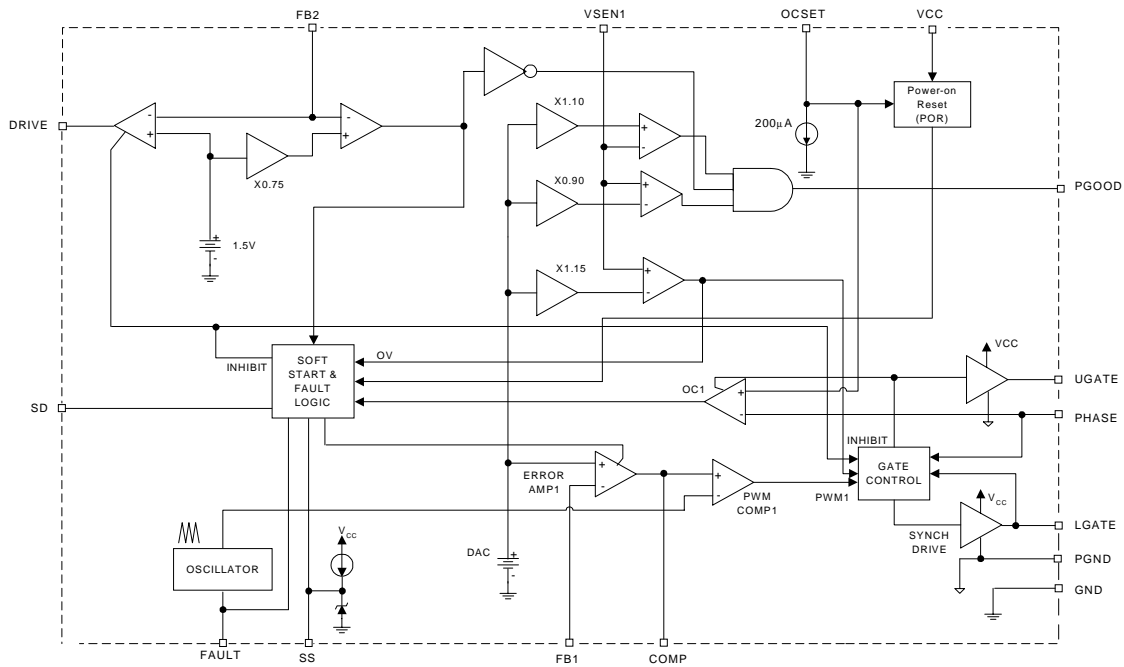 FB2
VSEN1
OCSET
VCC
DRIVE
-
+
-
+
X0.75
1.5V
+
-
X1.10
X0.90
X1.15
+
-
+
-
+
-
200µA
Power-on
Reset
(POR)
PGOOD
INHIBIT
SOFT
START &
FAULT
LOGIC
OV
OC1
+
-
VCC
UGATE
SD
PHASE
INHIBIT
GATE
CONTROL
ERROR
AMP1
+
-
+
-
PWM
COMP1
PWM1
VCC
SYNCH
DRIVE
LGATE
PGND
GND
OSCILLATOR
VCC
DAC
+
-
FAULT
SS
FB1
COMP